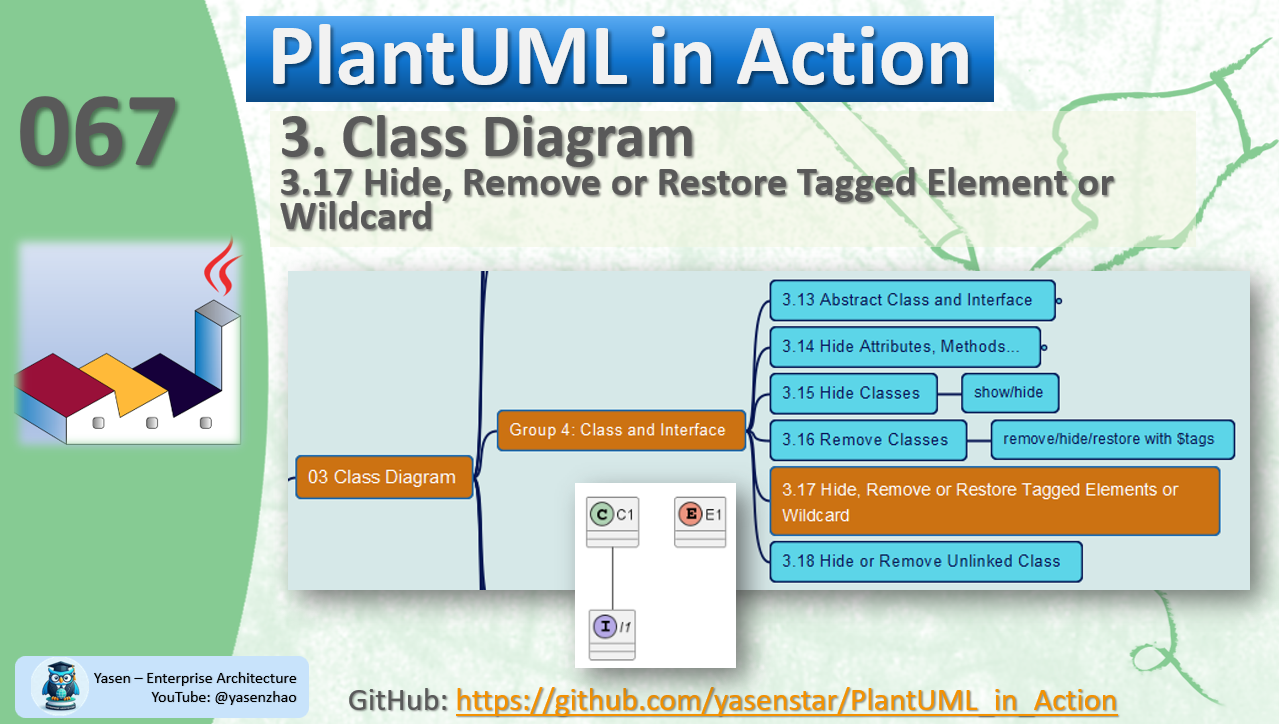 PlantUML in Action
067
3. Class Diagram
3.17 Hide, Remove or Restore Tagged Element or
Wildcard
3.13 Abstract Class and Interface
3.14 Hide Attributes, Methods...
3.15 Hide Classes
show/hide
Group 4: Class and Interface
3.16 Remove Classes
remove/hide/restore with $tags
03 Class Diagram
3.17 Hide, Remove or Restore Tagged Elements or
Wildcard
3.18 Hide or Remove Unlinked Class
C C1
E E1
I I1
Yasen – Enterprise Architecture
YouTube: @yasenzhao
GitHub: https://github.com/yasenstar/PlantUML_in_Action